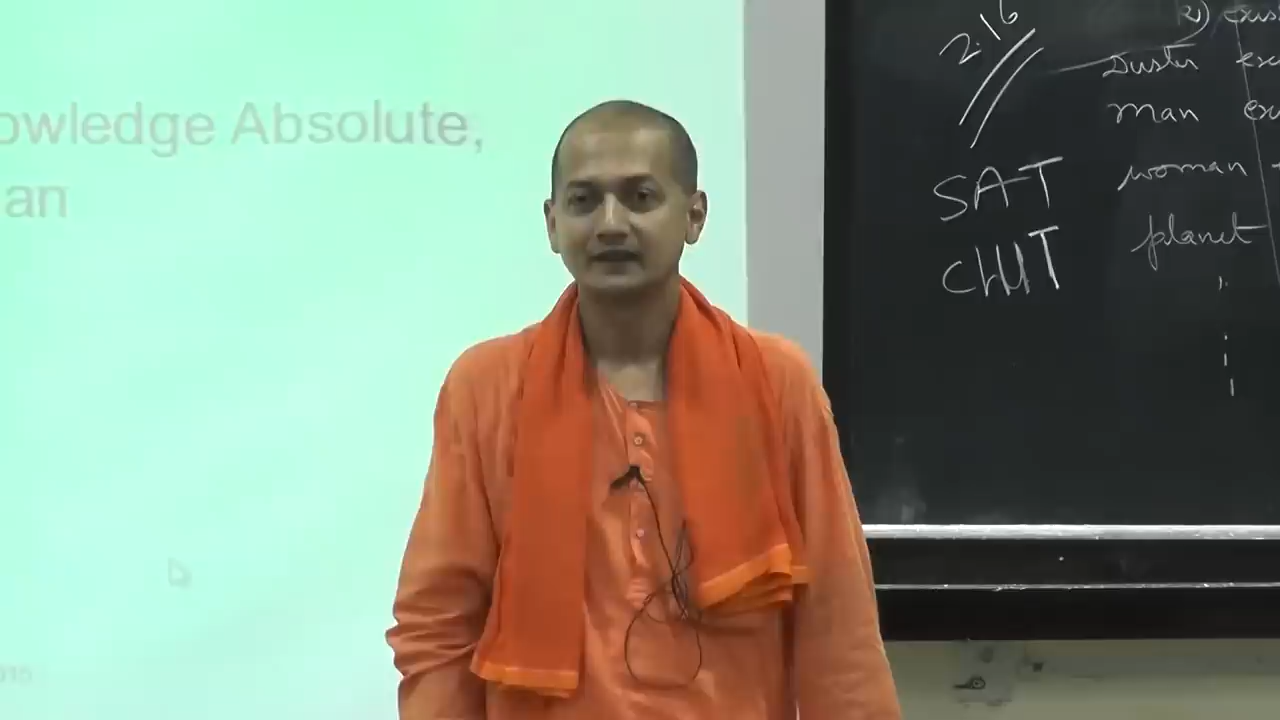 owledge Absolute,
an
2.16
SAT
CHIT
duster
man
woman
planet